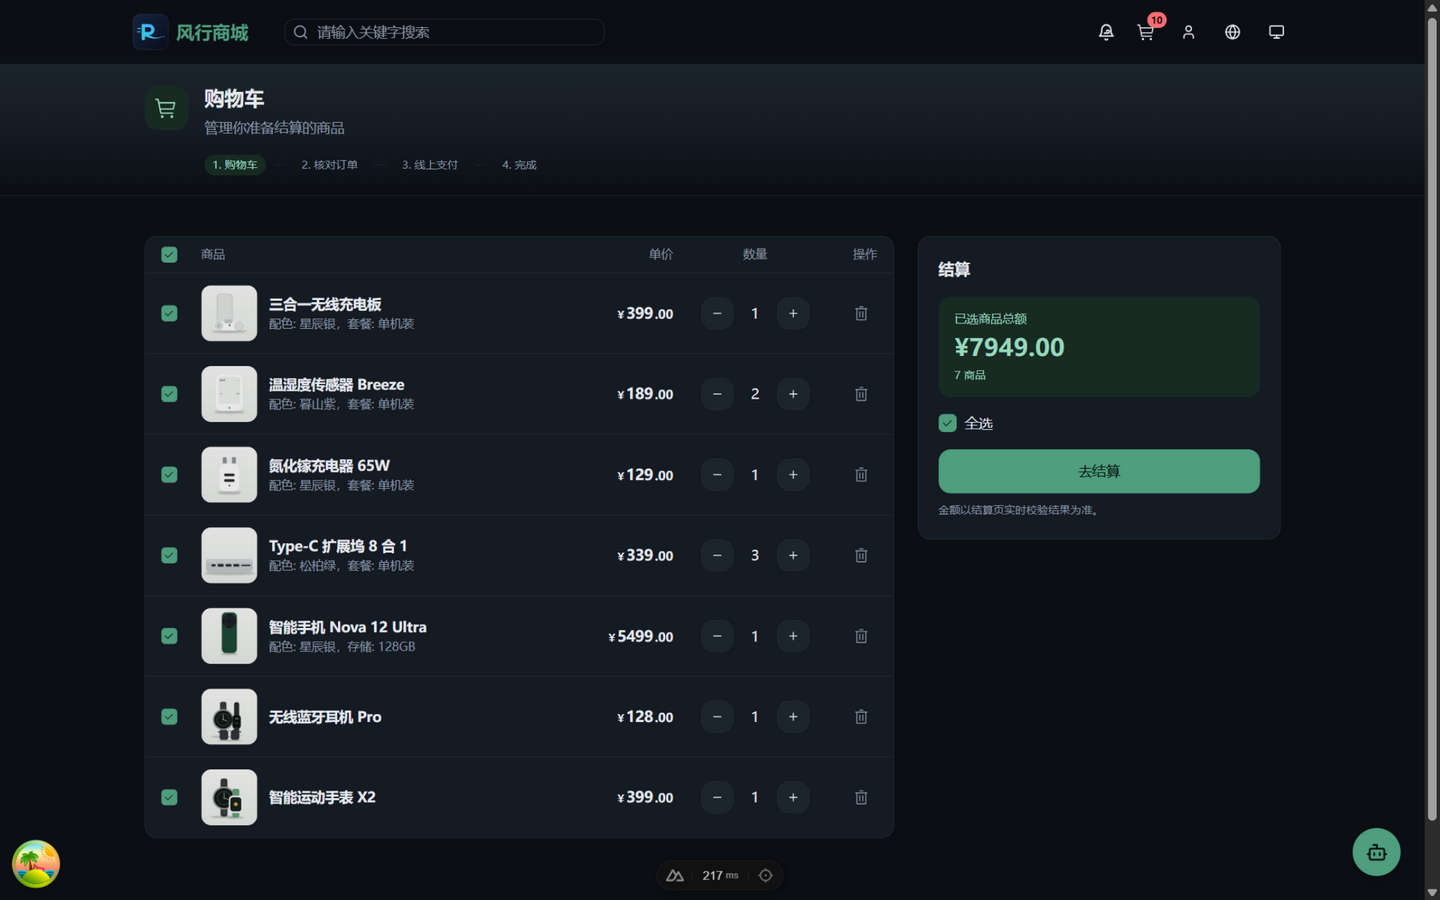 风行商城
请输入关键字搜索
10
购物车
管理你准备结算的商品
1. 购物车
2. 核对订单
3. 线上支付
4. 完成
商品 单价 数量 操作
三合一无线充电板
配色: 星辰银，套餐: 单机装
¥399.00 − 1 +
温湿度传感器 Breeze
配色: 暮山紫，套餐: 单机装
¥189.00 − 2 +
氮化镓充电器 65W
配色: 星辰银，套餐: 单机装
¥129.00 − 1 +
Type-C 扩展坞 8 合 1
配色: 松柏绿，套餐: 单机装
¥339.00 − 3 +
智能手机 Nova 12 Ultra
配色: 星辰银，存储: 128GB
¥5499.00 − 1 +
无线蓝牙耳机 Pro
¥128.00 − 1 +
智能运动手表 X2
¥399.00 − 1 +
结算
已选商品总额
¥7949.00
7 商品
全选
去结算
金额以结算页实时校验结果为准。
217 ms